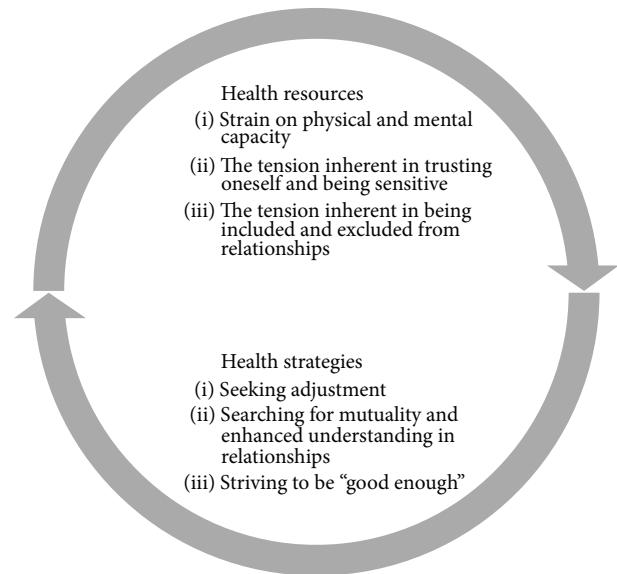 Health resources
(i) Strain on physical and mental
capacity
(ii) The tension inherent in trusting
oneself and being sensitive
(iii) The tension inherent in being
included and excluded from
relationships
Health strategies
(i) Seeking adjustment
(ii) Searching for mutuality and
enhanced understanding in
relationships
(iii) Striving to be “good enough”